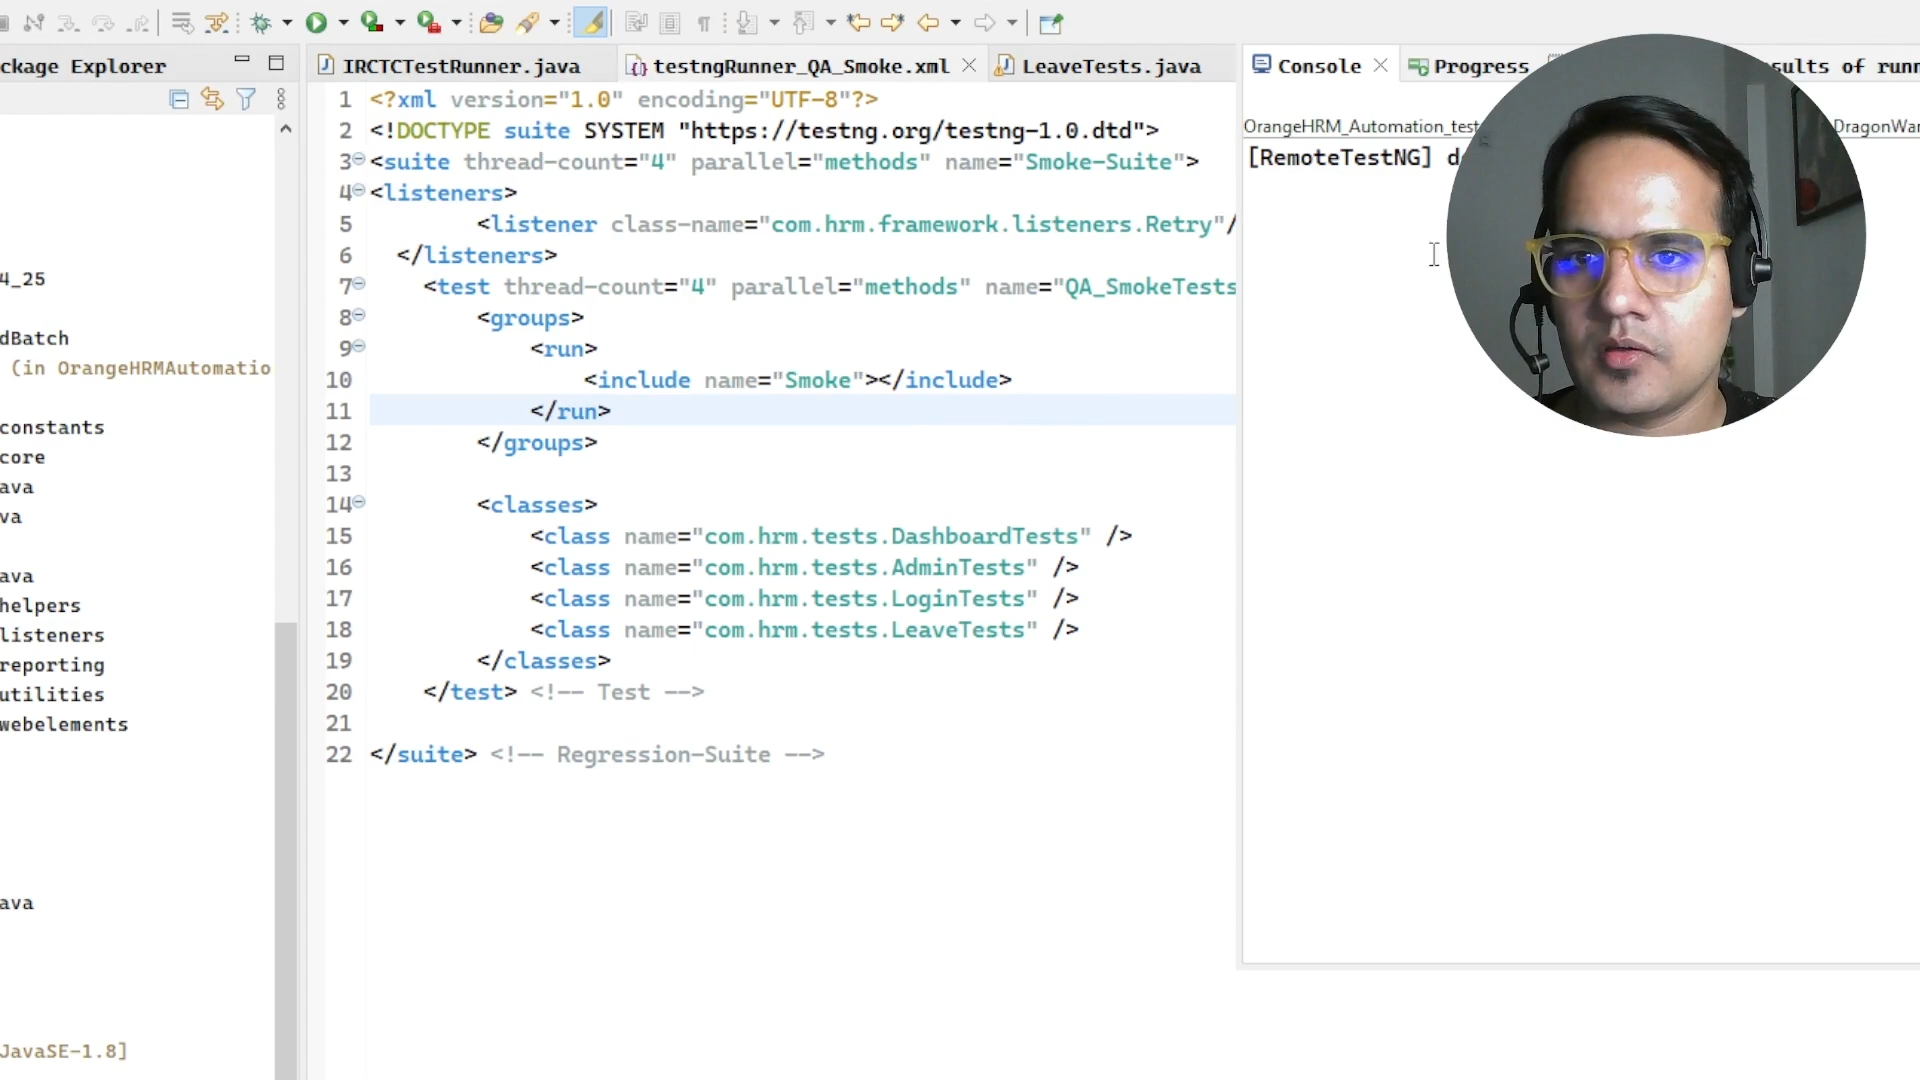 ckage Explorer
4_25
dBatch
(in OrangeHRMAutomatio
constants
core
ava
va
ava
helpers
listeners
reporting
utilities
webelements
ava
JavaSE-1.8]
IRCTCTestRunner.java
testngRunner_QA_Smoke.xml
LeaveTests.java
1 <?xml version="1.0" encoding="UTF-8"?>
2 <!DOCTYPE suite SYSTEM "https://testng.org/testng-1.0.dtd">
3 <suite thread-count="4" parallel="methods" name="Smoke-Suite">
4 <listeners>
5 <listener class-name="com.hrm.framework.listeners.Retry"/
6 </listeners>
7 <test thread-count="4" parallel="methods" name="QA_SmokeTests
8 <groups>
9 <run>
10 <include name="Smoke"></include>
11 </run>
12 </groups>
13
14 <classes>
15 <class name="com.hrm.tests.DashboardTests" />
16 <class name="com.hrm.tests.AdminTests" />
17 <class name="com.hrm.tests.LoginTests" />
18 <class name="com.hrm.tests.LeaveTests" />
19 </classes>
20 </test> <!-- Test -->
21
22 </suite> <!-- Regression-Suite -->
Console
Progress
sults of runn
OrangeHRM_Automation_test
DragonWar
[RemoteTestNG] d